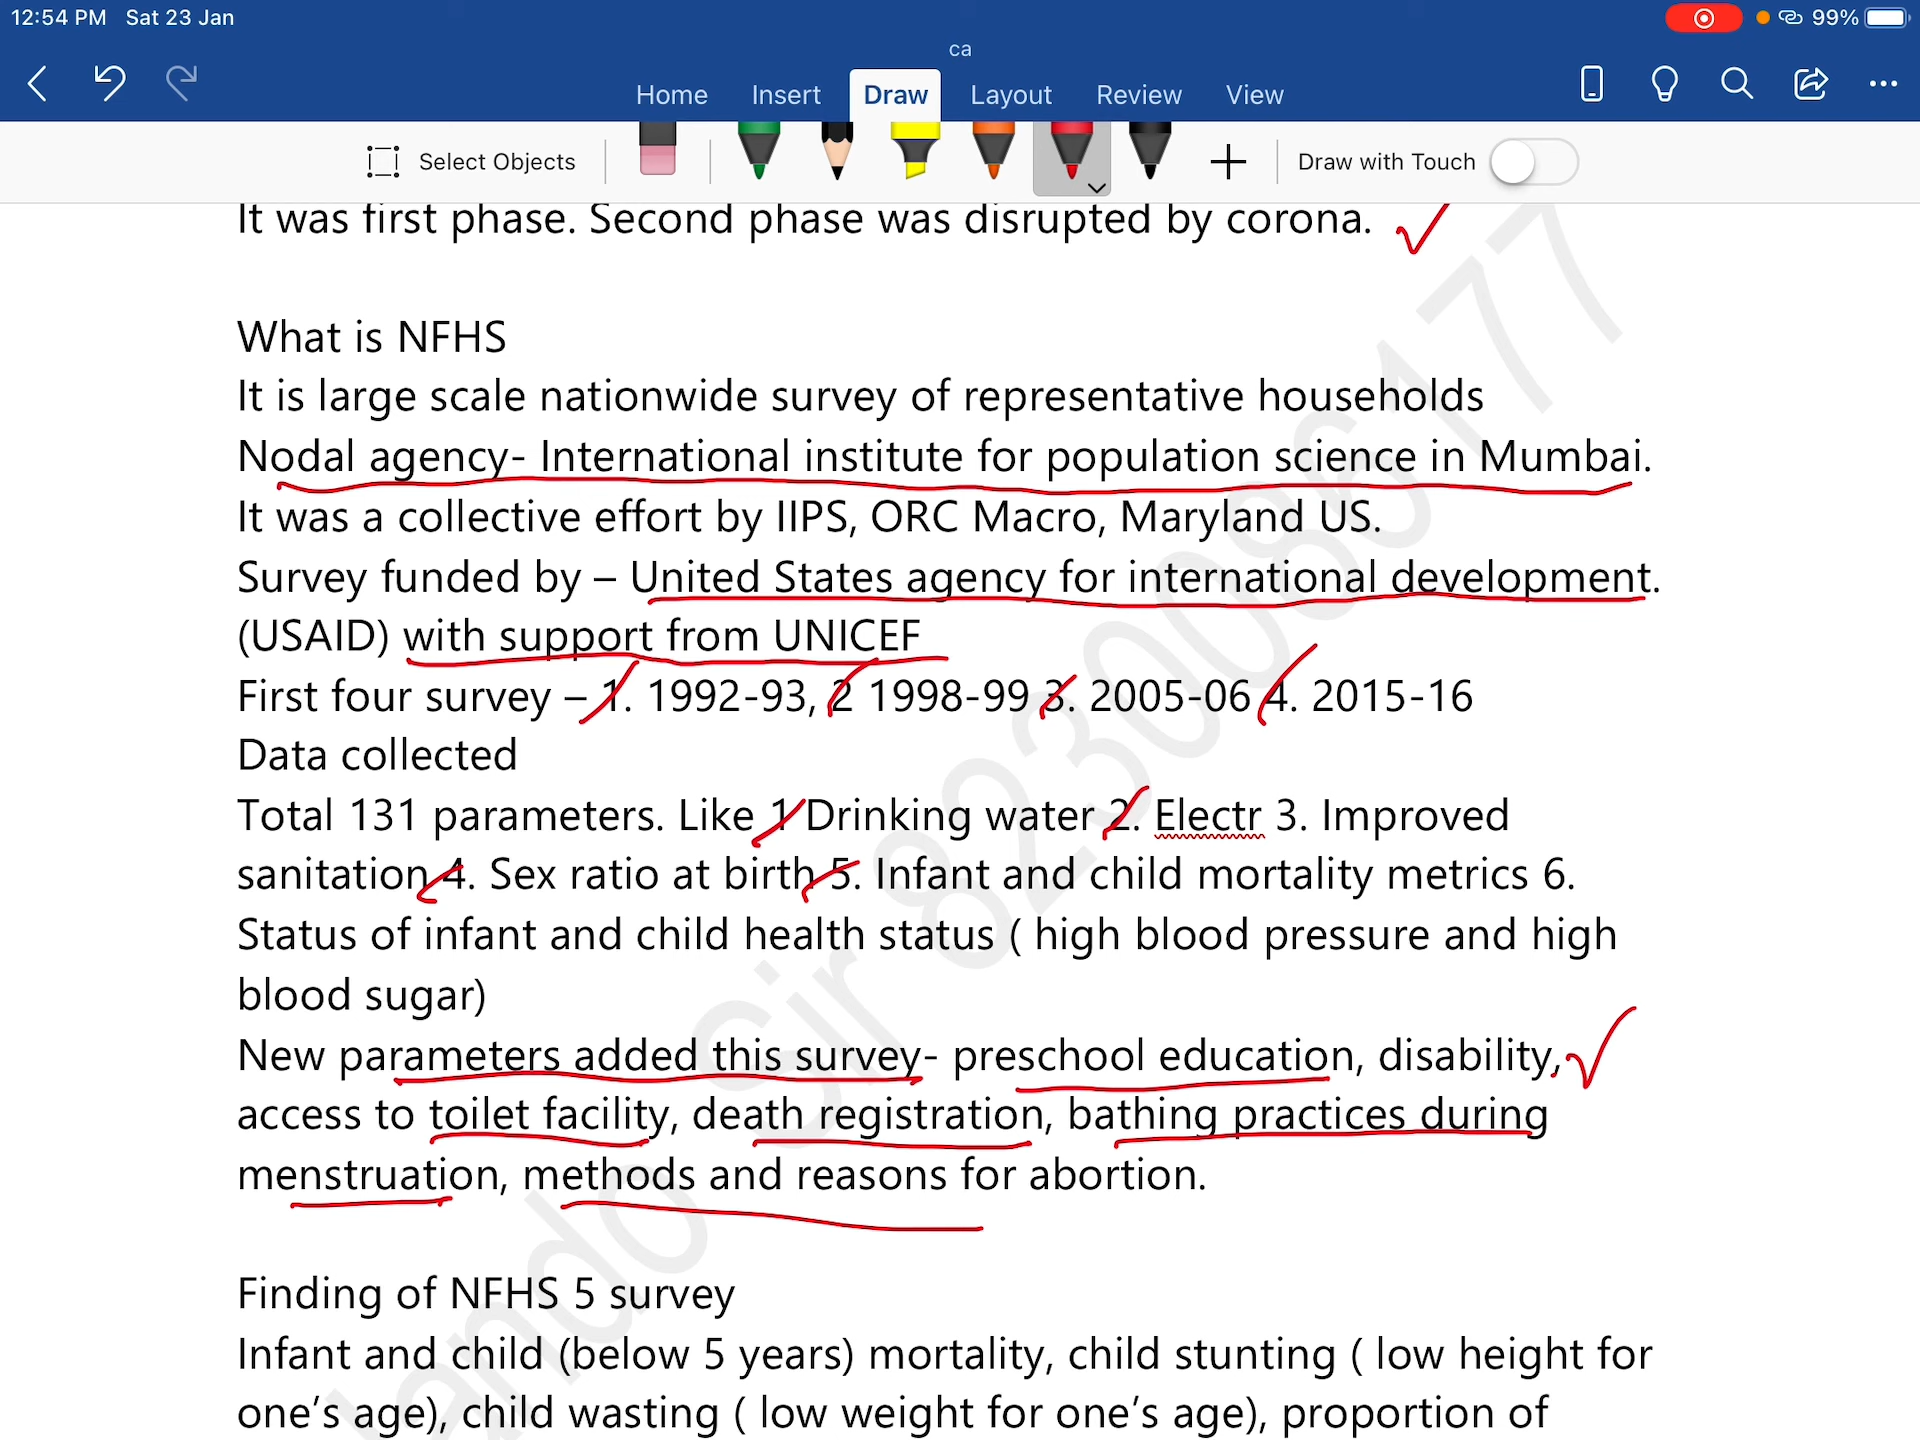 12:54 PM Sat 23 Jan
99%
ca
Home Insert Draw Layout Review View
Select Objects
Draw with Touch
It was first phase. Second phase was disrupted by corona.
What is NFHS
It is large scale nationwide survey of representative households
Nodal agency- International institute for population science in Mumbai.
It was a collective effort by IIPS, ORC Macro, Maryland US.
Survey funded by – United States agency for international development.
(USAID) with support from UNICEF
First four survey – 1. 1992-93, 2 1998-99 3. 2005-06 4. 2015-16
Data collected
Total 131 parameters. Like 1 Drinking water 2. Electr 3. Improved
sanitation 4. Sex ratio at birth 5. Infant and child mortality metrics 6.
Status of infant and child health status ( high blood pressure and high
blood sugar)
New parameters added this survey- preschool education, disability,
access to toilet facility, death registration, bathing practices during
menstruation, methods and reasons for abortion.
Finding of NFHS 5 survey
Infant and child (below 5 years) mortality, child stunting ( low height for
one’s age), child wasting ( low weight for one’s age), proportion of
Sir 8230086177